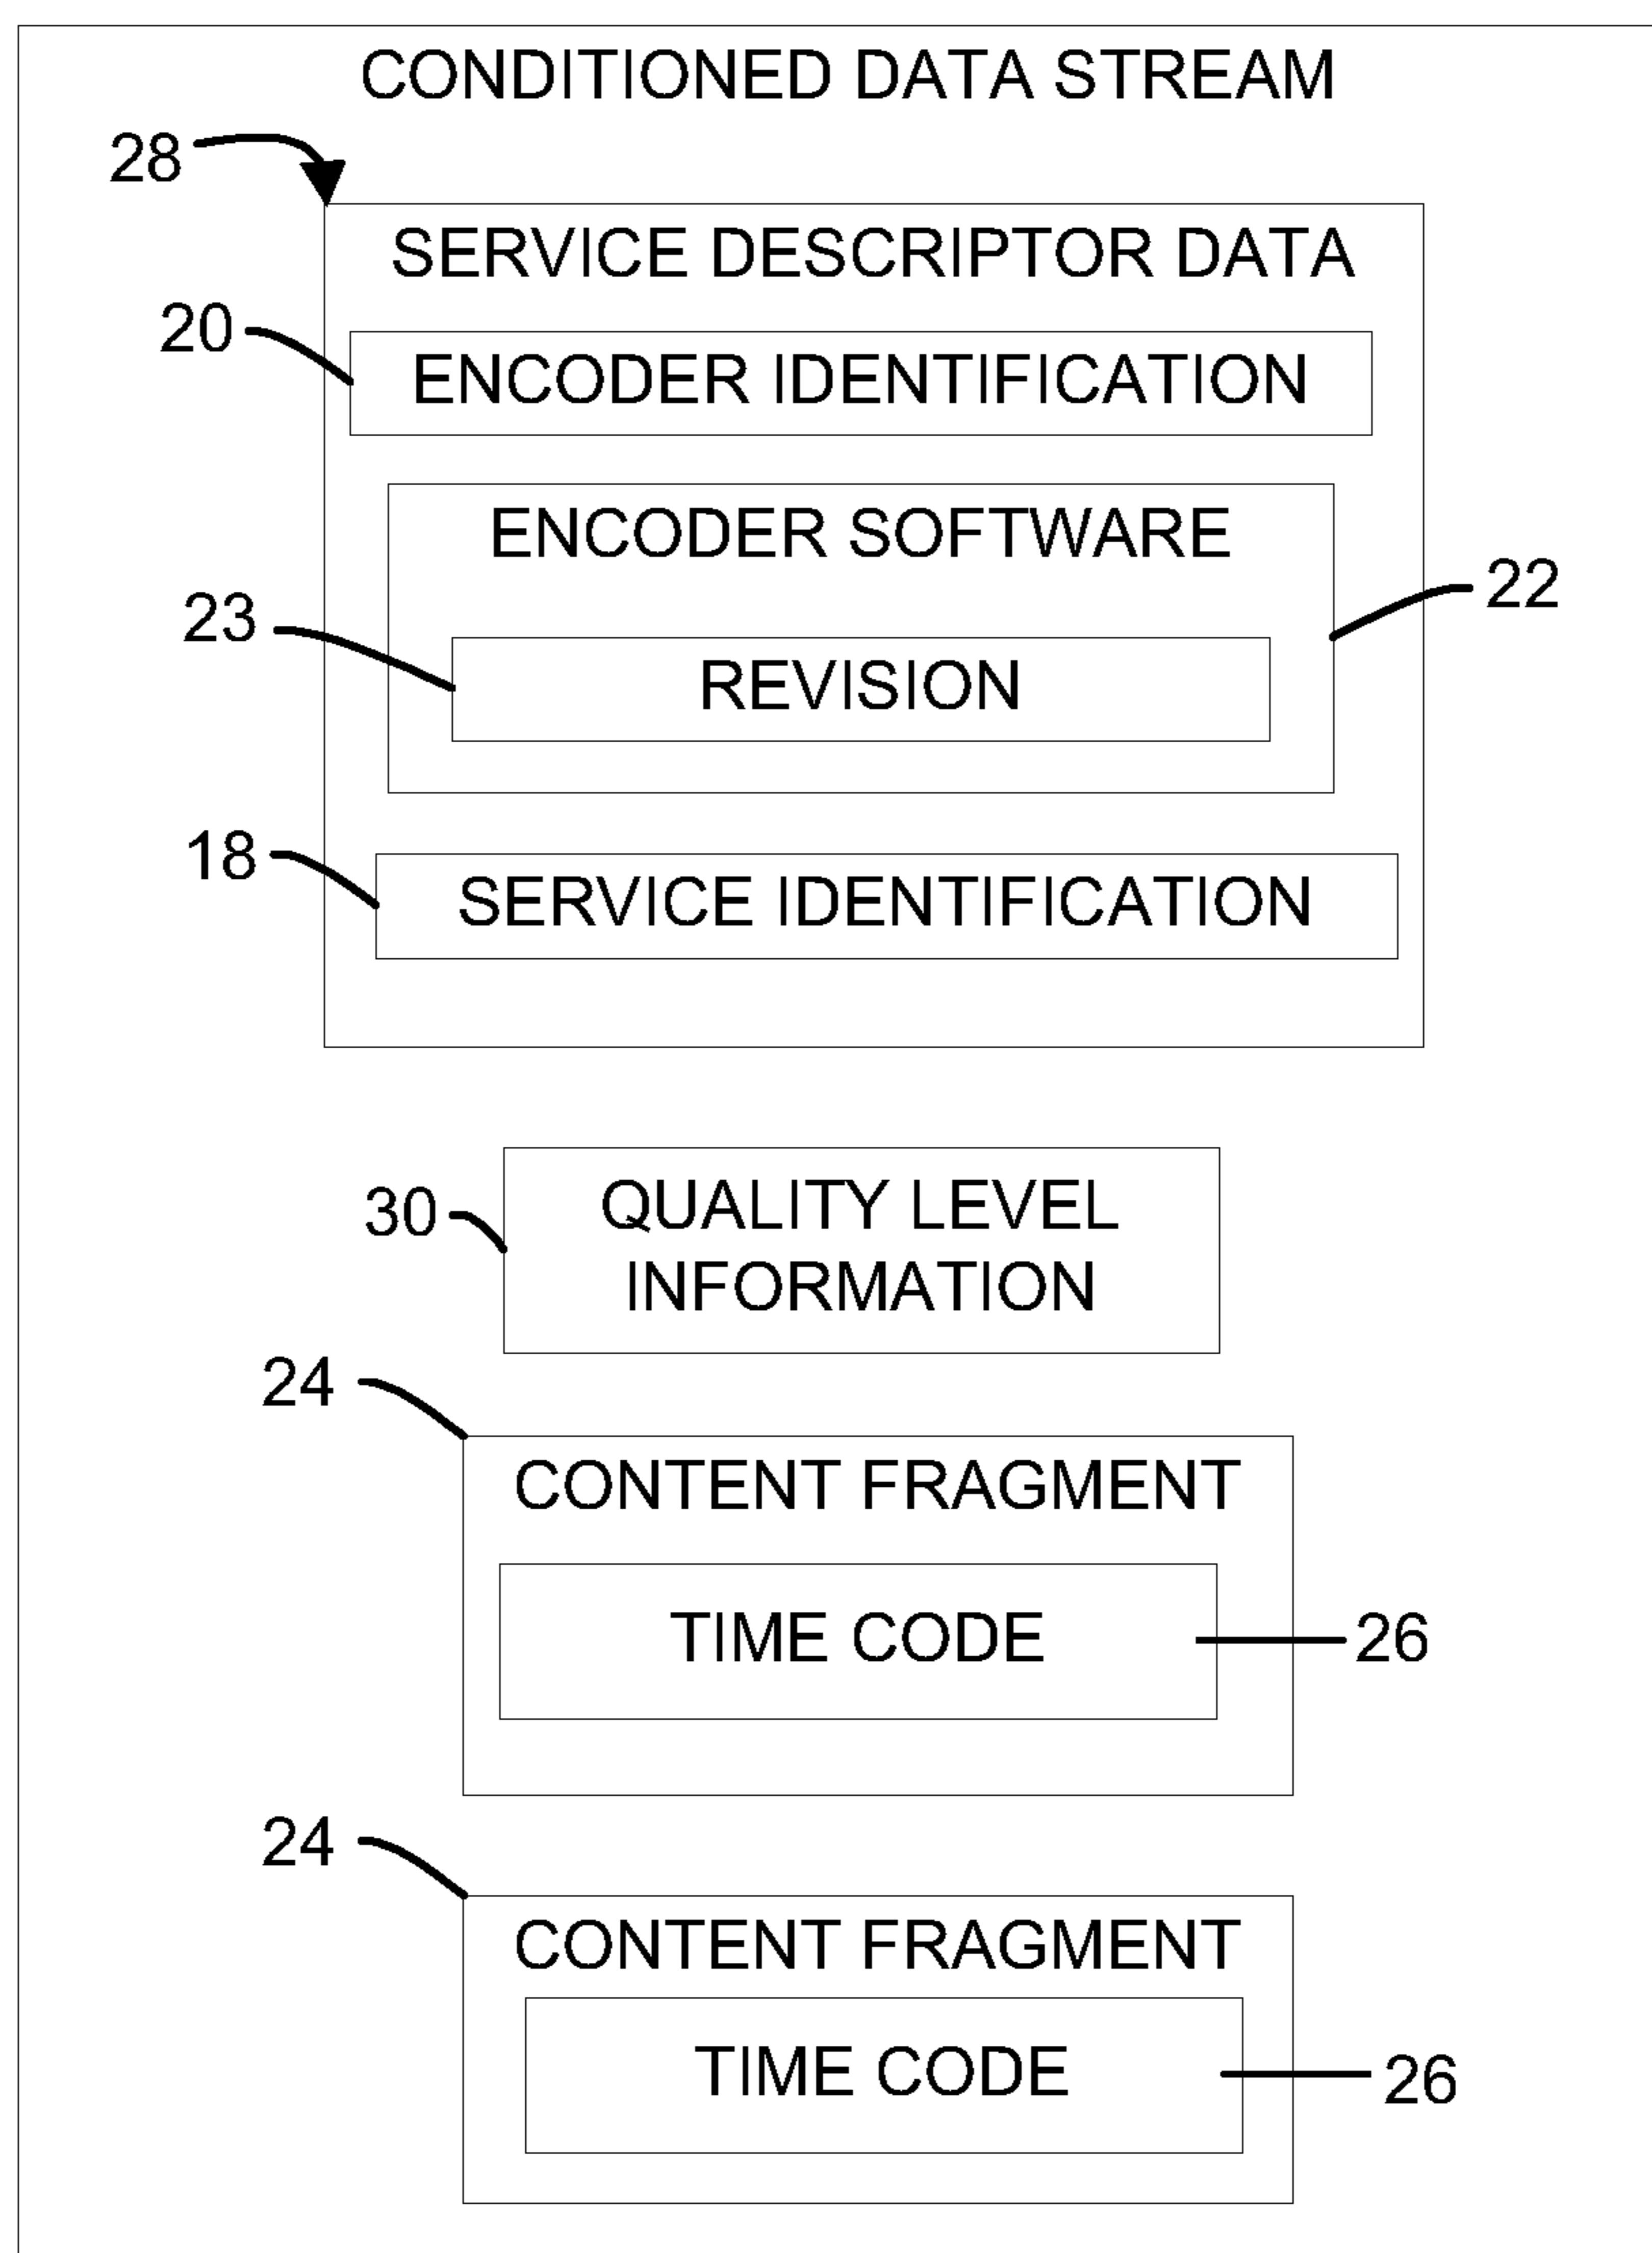 CONDITIONED DATA STREAM
28
SERVICE DESCRIPTOR DATA
20
ENCODER IDENTIFICATION
ENCODER SOFTWARE
22
23
REVISION
18
SERVICE IDENTIFICATION
30
QUALITY LEVEL
INFORMATION
24
CONTENT FRAGMENT
TIME CODE
26
24
CONTENT FRAGMENT
TIME CODE
26